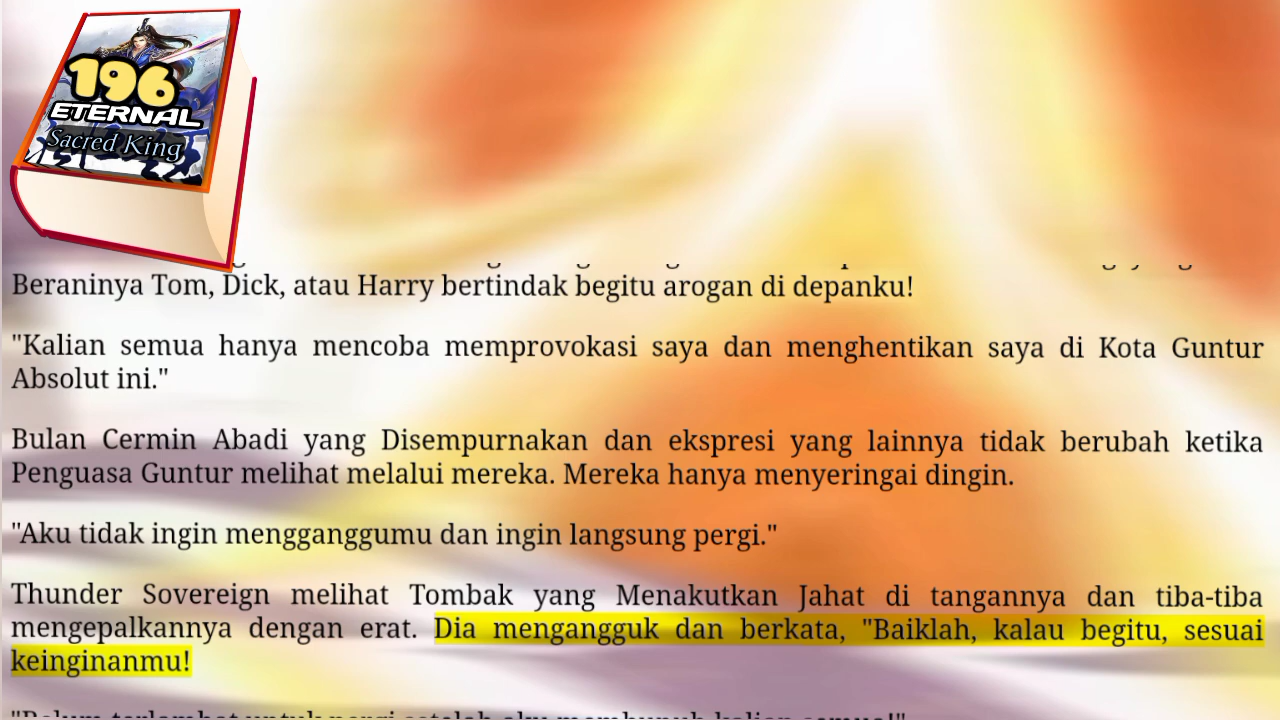 196
ETERNAL
Sacred King
Beraninya Tom, Dick, atau Harry bertindak begitu arogan di depanku!
"Kalian semua hanya mencoba memprovokasi saya dan menghentikan saya di Kota Guntur
Absolut ini."
Bulan Cermin Abadi yang Disempurnakan dan ekspresi yang lainnya tidak berubah ketika
Penguasa Guntur melihat melalui mereka. Mereka hanya menyeringai dingin.
"Aku tidak ingin mengganggumu dan ingin langsung pergi."
Thunder Sovereign melihat Tombak yang Menakutkan Jahat di tangannya dan tiba-tiba
mengepalkannya dengan erat. Dia mengangguk dan berkata, "Baiklah, kalau begitu, sesuai
keinginanmu!